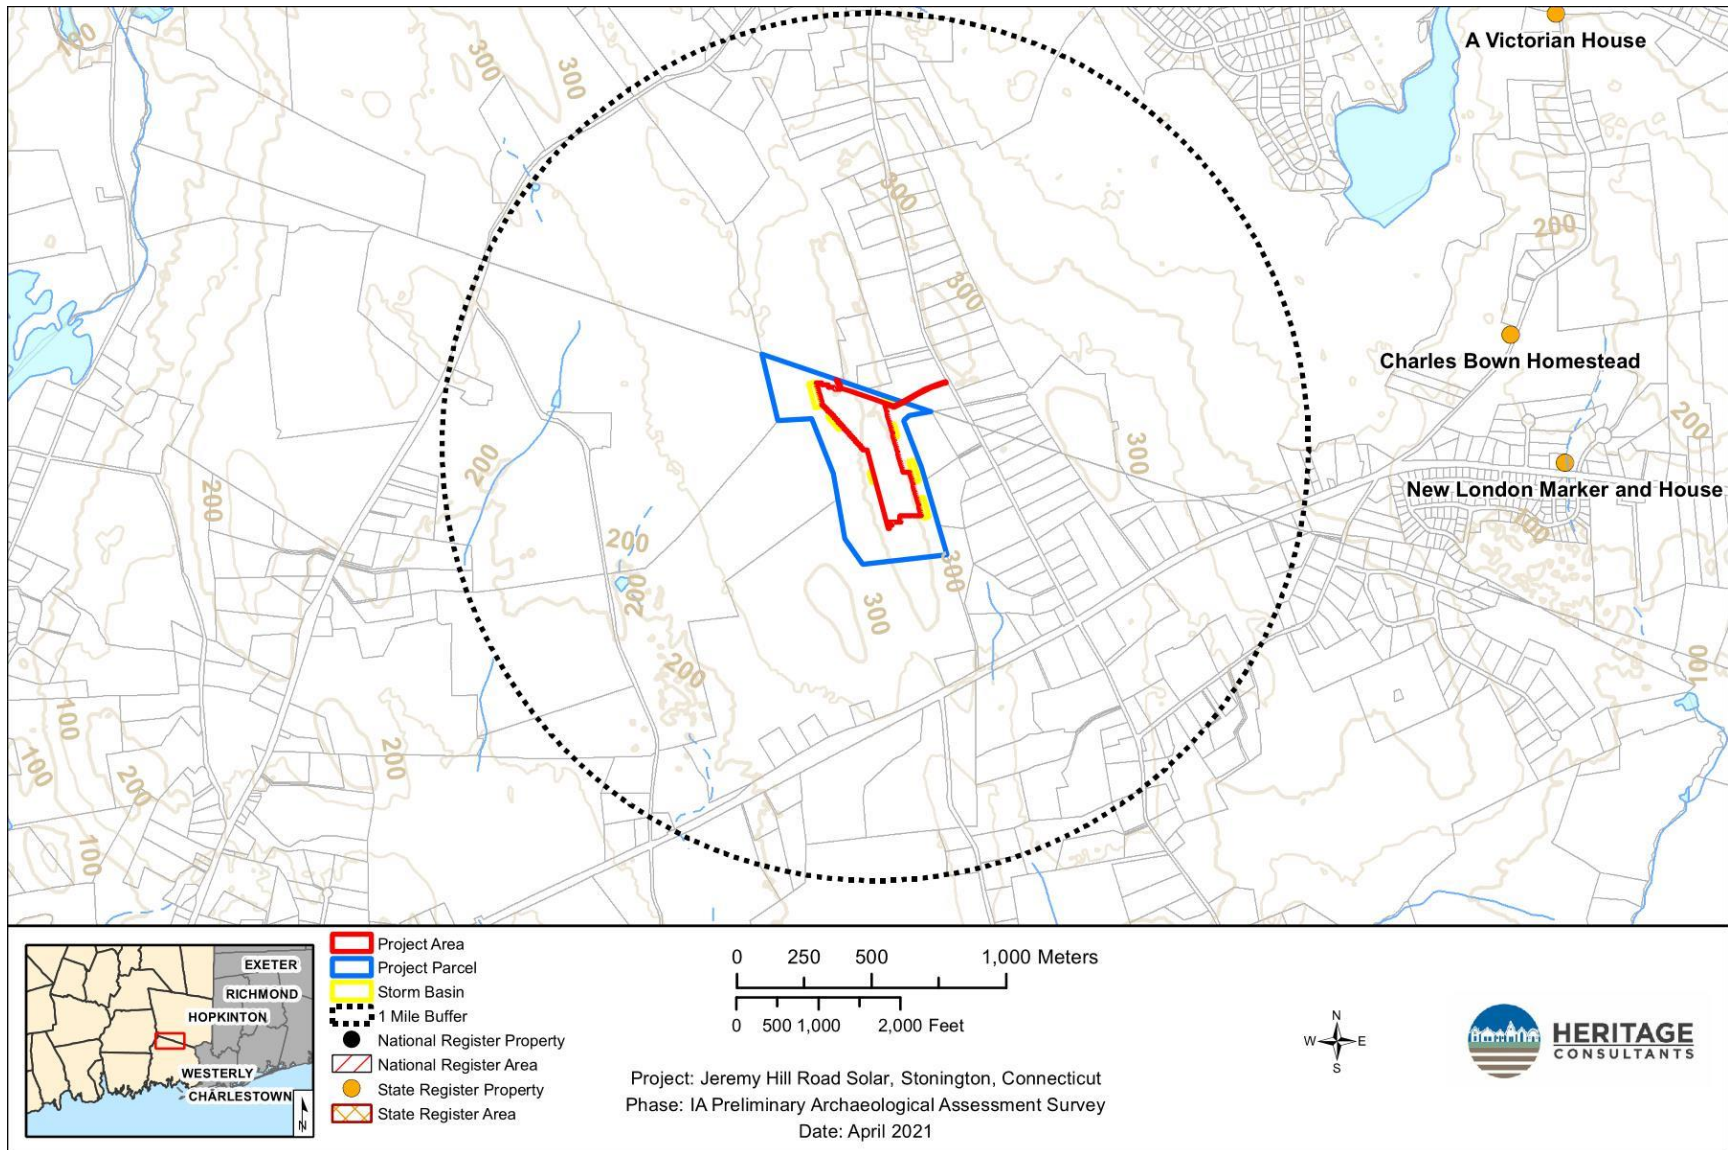 100
300
300
A Victorian House
300
200
300
Charles Bown Homestead
200
200
300
200
New London Marker and House
100
200
200
300
300
200
100
100
200
100
200
100
EXETER
RICHMOND
HOPKINTON
WESTERLY
CHARLESTOWN
N
Project Area
Project Parcel
Storm Basin
1 Mile Buffer
National Register Property
National Register Area
State Register Property
State Register Area
0 250 500 1,000 Meters
0 500 1,000 2,000 Feet
Project: Jeremy Hill Road Solar, Stonington, Connecticut
Phase: IA Preliminary Archaeological Assessment Survey
Date: April 2021
N
W E
S
HERITAGE
CONSULTANTS